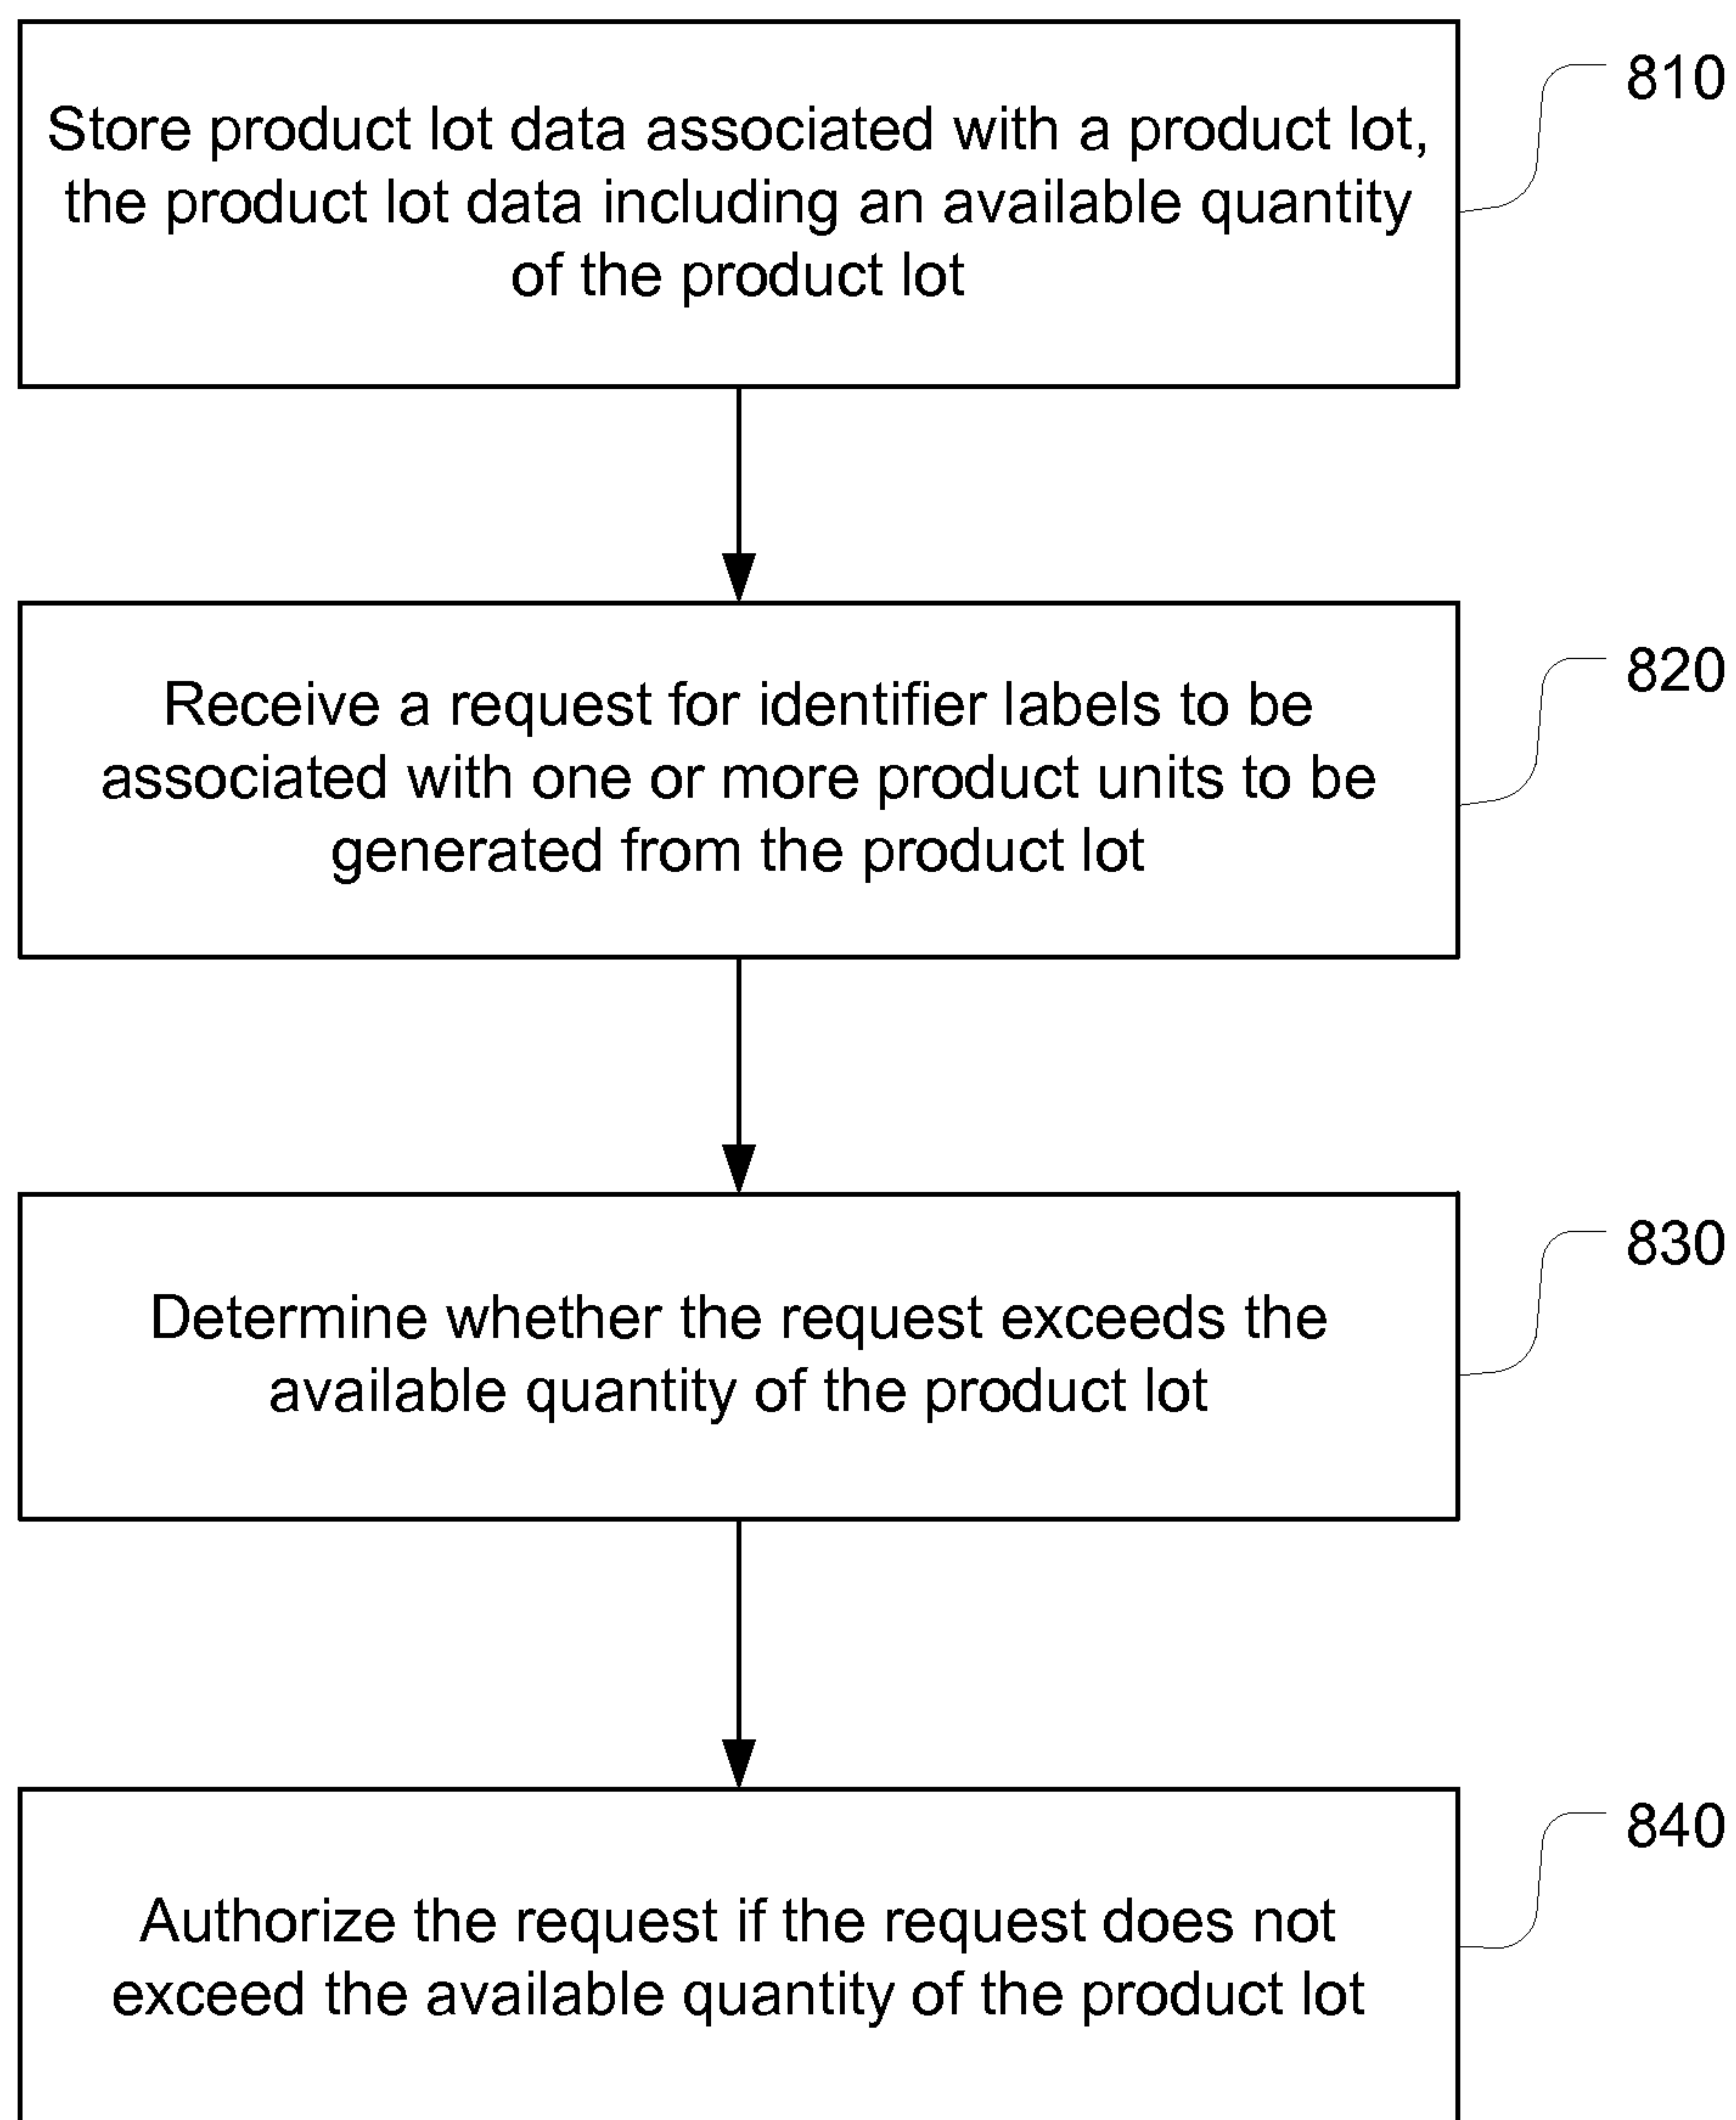 Store product lot data associated with a product lot,
the product lot data including an available quantity
of the product lot
810
Receive a request for identifier labels to be
associated with one or more product units to be
generated from the product lot
820
Determine whether the request exceeds the
available quantity of the product lot
830
Authorize the request if the request does not
exceed the available quantity of the product lot
840